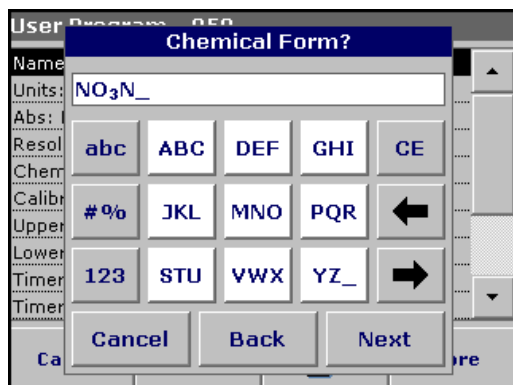 User Program 950
Chemical Form?
Name
NO₃N_
Units:
Abs:
Resol
abc ABC DEF GHI CE
Chem
Calibr
#% JKL MNO PQR
Upper
Lower
123 STU VWX YZ_
Timer
Timer
Cancel Back Next
Ca
ore